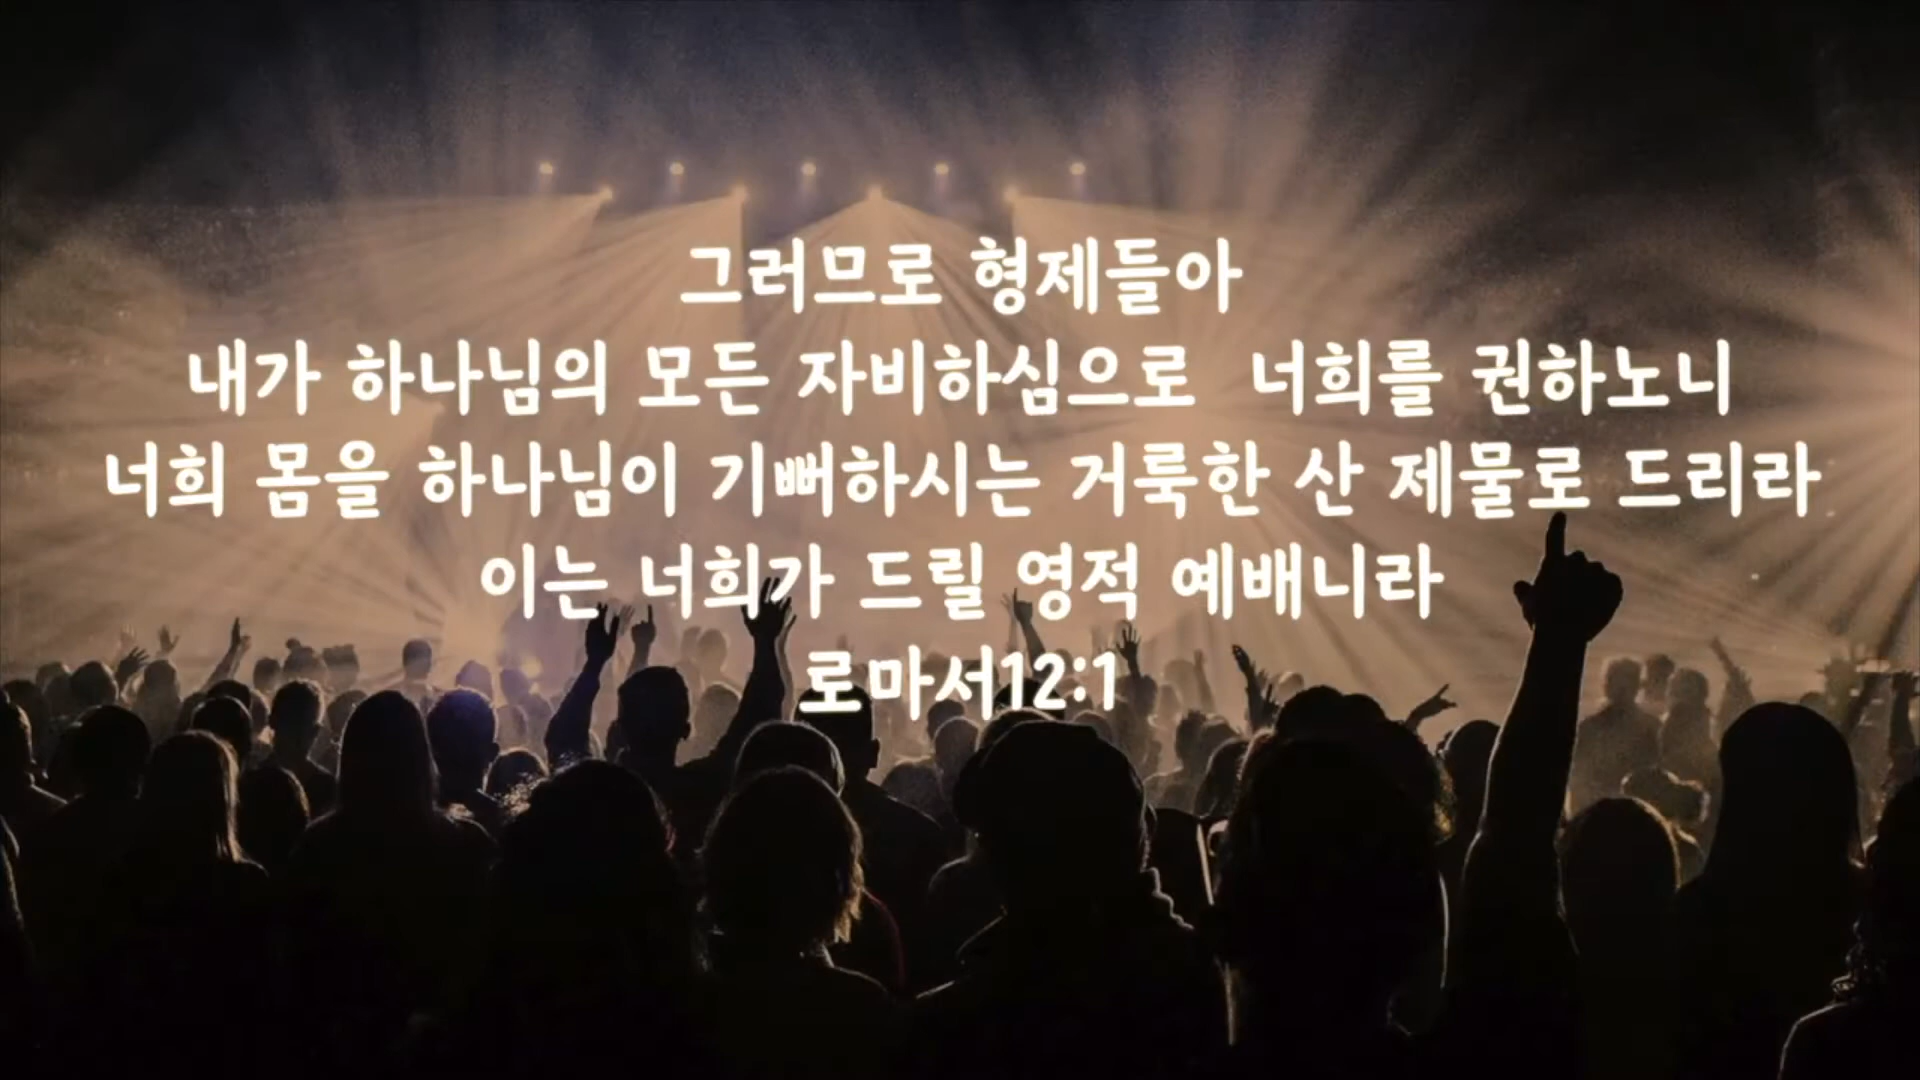 그러므로 형제들아
내가 하나님의 모든 자비하심으로 너희를 권하노니
너희 몸을 하나님이 기뻐하시는 거룩한 산 제물로 드리라
이는 너희가 드릴 영적 예배니라
로마서12:1